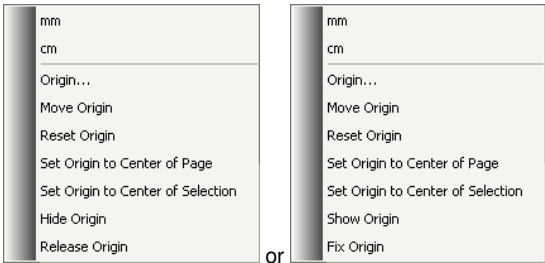 mm
cm
Origin...
Move Origin
Reset Origin
Set Origin to Center of Page
Set Origin to Center of Selection
Hide Origin
Release Origin
or
mm
cm
Origin...
Move Origin
Reset Origin
Set Origin to Center of Page
Set Origin to Center of Selection
Show Origin
Fix Origin